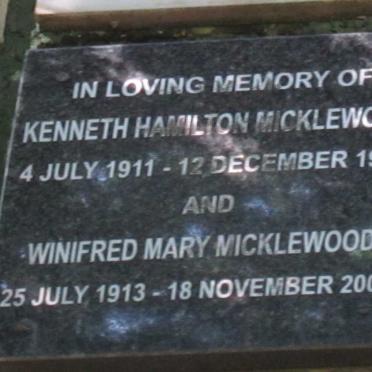 IN LOVING MEMORY OF
KENNETH HAMILTON MICKLEWO
4 JULY 1911 - 12 DECEMBER 19
AND
WINIFRED MARY MICKLEWOOD
25 JULY 1913 - 18 NOVEMBER 200